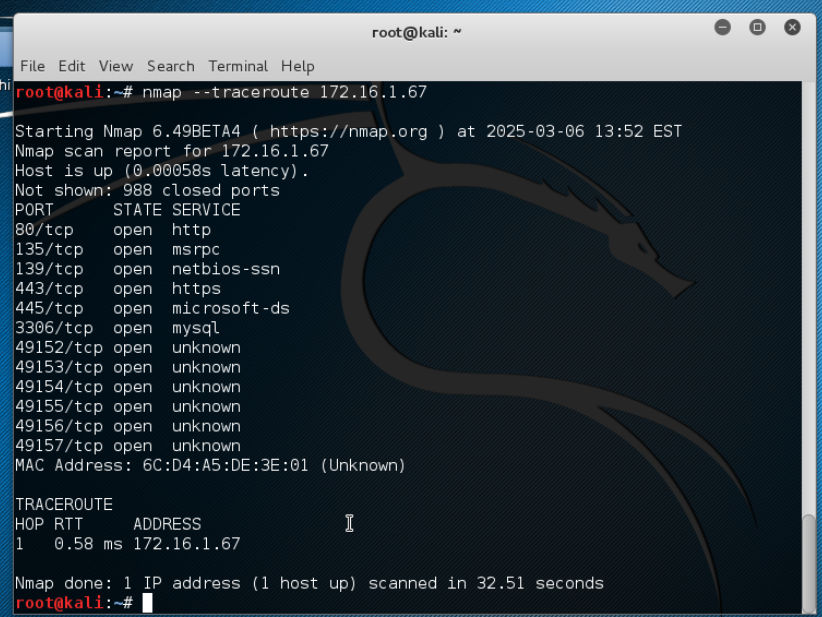 root@kali: ~
File Edit View Search Terminal Help
hi
root@kali:~# nmap --traceroute 172.16.1.67
Starting Nmap 6.49BETA4 ( https://nmap.org ) at 2025-03-06 13:52 EST
Nmap scan report for 172.16.1.67
Host is up (0.00058s latency).
Not shown: 988 closed ports
PORT STATE SERVICE
80/tcp open http
135/tcp open msrpc
139/tcp open netbios-ssn
443/tcp open https
445/tcp open microsoft-ds
3306/tcp open mysql
49152/tcp open unknown
49153/tcp open unknown
49154/tcp open unknown
49155/tcp open unknown
49156/tcp open unknown
49157/tcp open unknown
MAC Address: 6C:D4:A5:DE:3E:01 (Unknown)
TRACEROUTE
HOP RTT ADDRESS
1 0.58 ms 172.16.1.67
Nmap done: 1 IP address (1 host up) scanned in 32.51 seconds
root@kali:~#